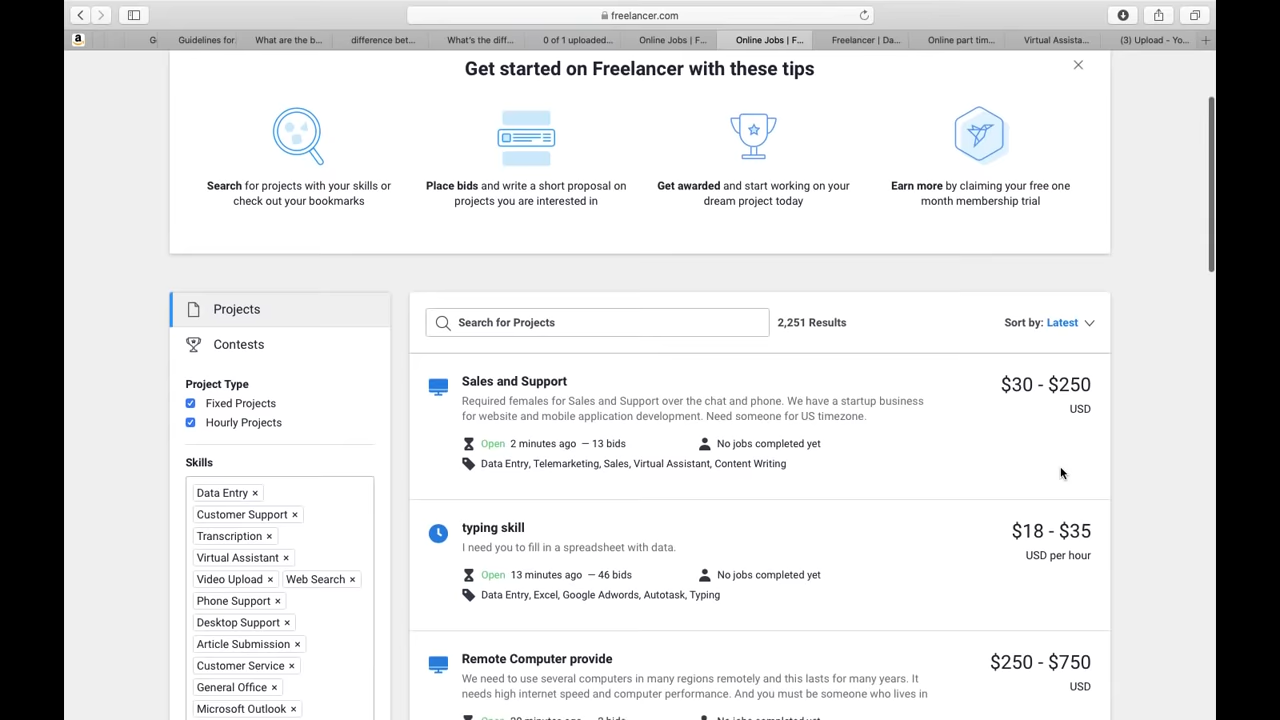 freelancer.com
G
Guidelines for
What are the b...
difference bet...
What's the diff...
0 of 1 uploaded...
Online Jobs | F...
Online Jobs | F...
Freelancer | Da...
Online part tim...
Virtual Assista...
(3) Upload - Yo...
Get started on Freelancer with these tips
Search for projects with your skills or
check out your bookmarks
Place bids and write a short proposal on
projects you are interested in
Get awarded and start working on your
dream project today
Earn more by claiming your free one
month membership trial
Projects
Contests
Project Type
Fixed Projects
Hourly Projects
Skills
Data Entry ×
Customer Support ×
Transcription ×
Virtual Assistant ×
Video Upload × Web Search ×
Phone Support ×
Desktop Support ×
Article Submission ×
Customer Service ×
General Office ×
Microsoft Outlook ×
Search for Projects
2,251 Results
Sort by: Latest
Sales and Support
$30 - $250
USD
Required females for Sales and Support over the chat and phone. We have a startup business
for website and mobile application development. Need someone for US timezone.
Open 2 minutes ago — 13 bids
No jobs completed yet
Data Entry, Telemarketing, Sales, Virtual Assistant, Content Writing
typing skill
$18 - $35
USD per hour
I need you to fill in a spreadsheet with data.
Open 13 minutes ago — 46 bids
No jobs completed yet
Data Entry, Excel, Google Adwords, Autotask, Typing
Remote Computer provide
$250 - $750
USD
We need to use several computers in many regions remotely and this lasts for many years. It
needs high internet speed and computer performance. And you must be someone who lives in